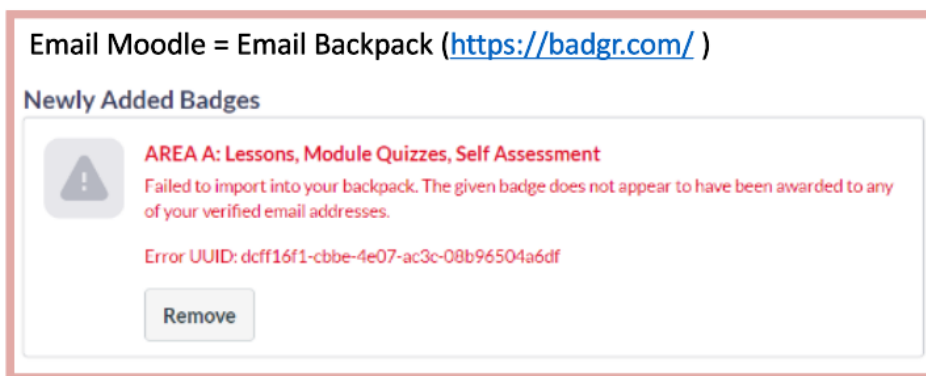 Email Moodle = Email Backpack (https://badgr.com/ )
Newly Added Badges
AREA A: Lessons, Module Quizzes, Self Assessment
Failed to import into your backpack. The given badge does not appear to have been awarded to any
of your verified email addresses.
Error UUID: dcff16f1-cbbe-4e07-ac3c-08b96504a6df
Remove